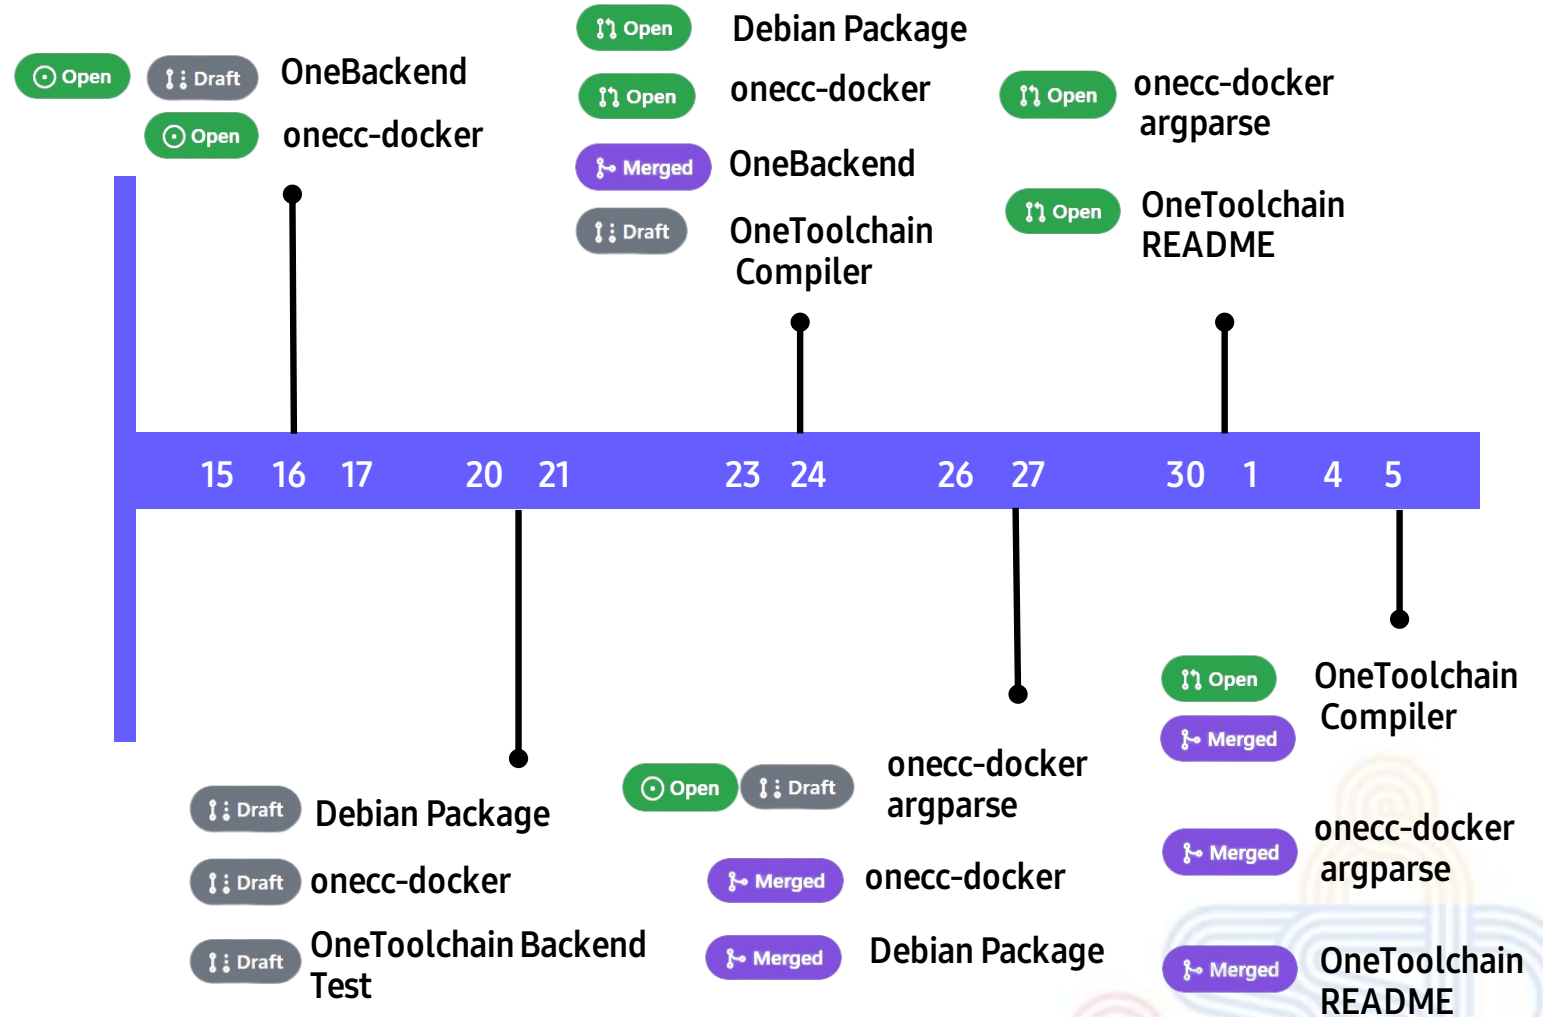 Open Draft OneBackend
Open onecc-docker
Open Debian Package
Open onecc-docker
Merged OneBackend
Draft OneToolchain
Compiler
Open onecc-docker
argparse
Open OneToolchain
README
15 16 17 20 21 23 24 26 27 30 1 4 5
Draft Debian Package
Draft onecc-docker
Draft OneToolchain Backend
Test
Open Draft onecc-docker
argparse
Merged onecc-docker
Merged Debian Package
Open OneToolchain
Compiler
Merged
Merged onecc-docker
argparse
Merged OneToolchain
README